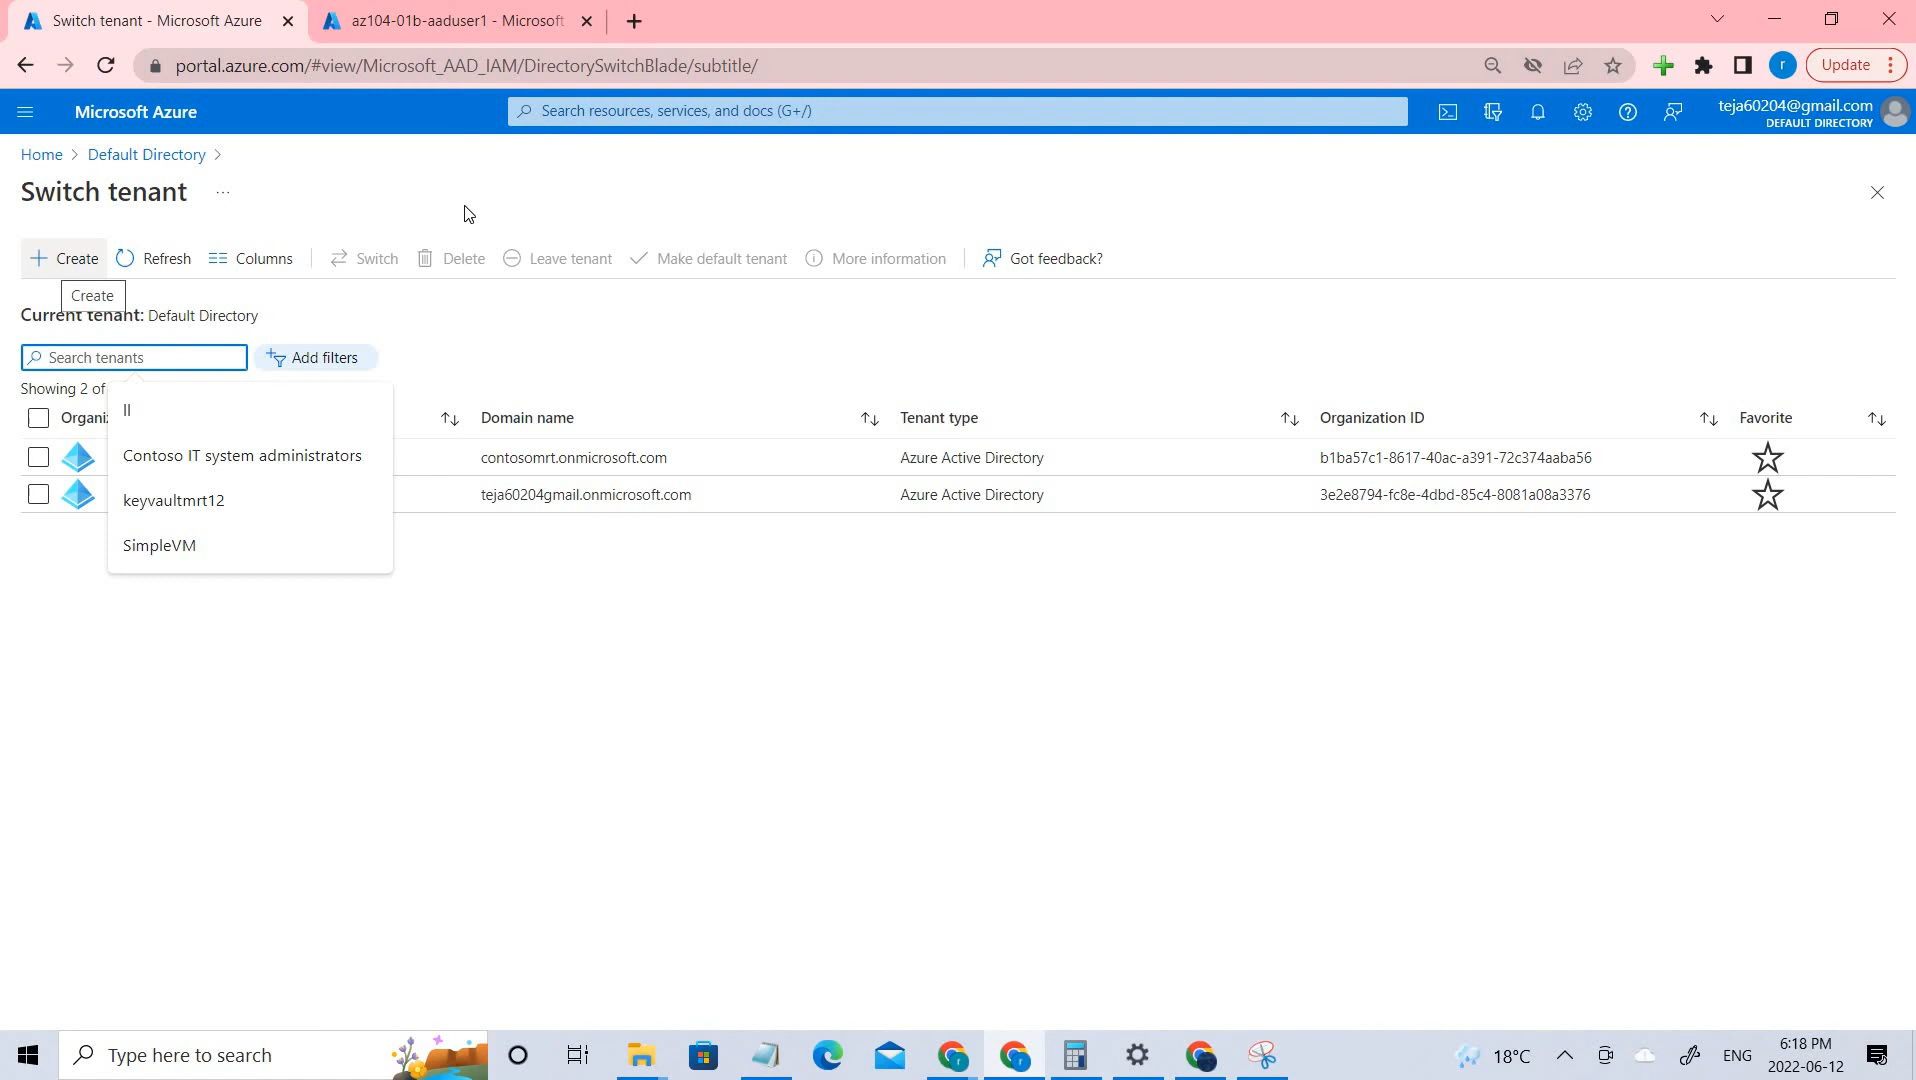 Switch tenant - Microsoft Azure
az104-01b-aaduser1 - Microsoft
portal.azure.com/#view/Microsoft_AAD_IAM/DirectorySwitchBlade/subtitle/
r
Update
Microsoft Azure
Search resources, services, and docs (G+/)
teja60204@gmail.com
DEFAULT DIRECTORY
Home > Default Directory >
Switch tenant ...
Create Refresh Columns Switch Delete Leave tenant Make default tenant More information Got feedback?
Create
Current tenant: Default Directory
Search tenants Add filters
Showing 2 of
ll
Domain name Tenant type Organization ID Favorite
Contoso IT system administrators
contosomrt.onmicrosoft.com Azure Active Directory b1ba57c1-8617-40ac-a391-72c374aaba56
keyvaultmrt12
teja60204gmail.onmicrosoft.com Azure Active Directory 3e2e8794-fc8e-4dbd-85c4-8081a08a3376
SimpleVM
Type here to search
18°C
ENG
6:18 PM
2022-06-12